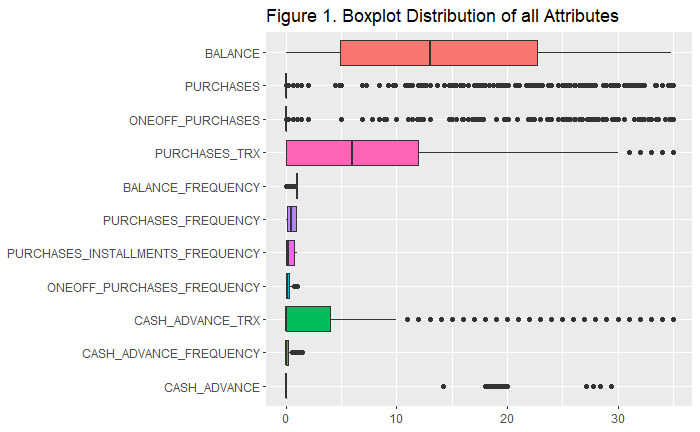 Figure 1. Boxplot Distribution of all Attributes
BALANCE
PURCHASES
ONEOFF_PURCHASES
PURCHASES_TRX
BALANCE_FREQUENCY
PURCHASES_FREQUENCY
PURCHASES_INSTALLMENTS_FREQUENCY
ONEOFF_PURCHASES_FREQUENCY
CASH_ADVANCE_TRX
CASH_ADVANCE_FREQUENCY
CASH_ADVANCE
0 10 20 30